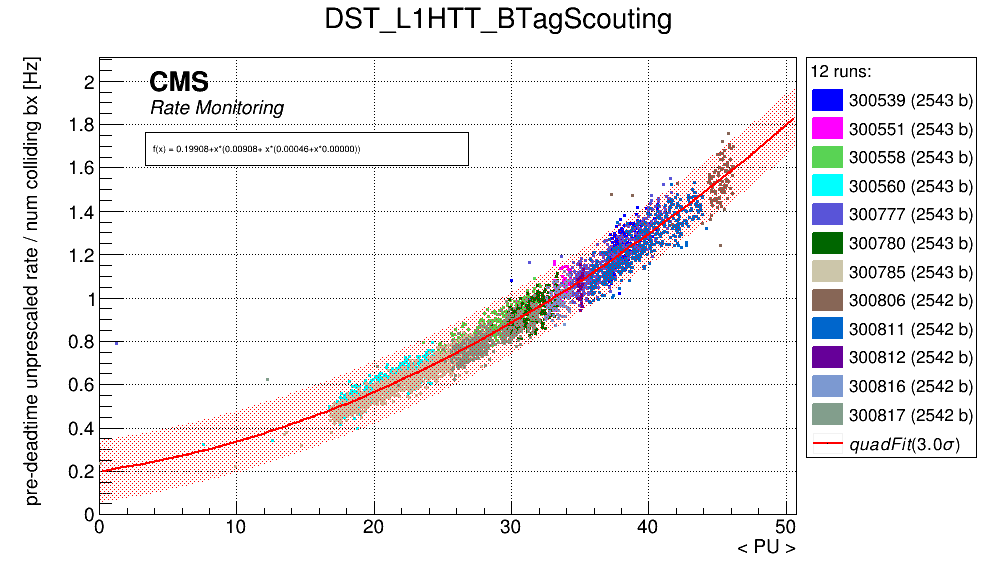 DST_L1HTT_BTagScouting
pre-deadtime unprescaled rate / num colliding bx [Hz]
2
1.8
1.6
1.4
1.2
1
0.8
0.6
0.4
0.2
0
CMS
Rate Monitoring
f(x) = 0.19908+x*(0.00908+ x*(0.00046+x*0.00000))
0 10 20 30 40 50
< PU >
12 runs:
300539 (2543 b)
300551 (2543 b)
300558 (2543 b)
300560 (2543 b)
300777 (2543 b)
300780 (2543 b)
300785 (2543 b)
300806 (2542 b)
300811 (2542 b)
300812 (2542 b)
300816 (2542 b)
300817 (2542 b)
quadFit(3.0σ)